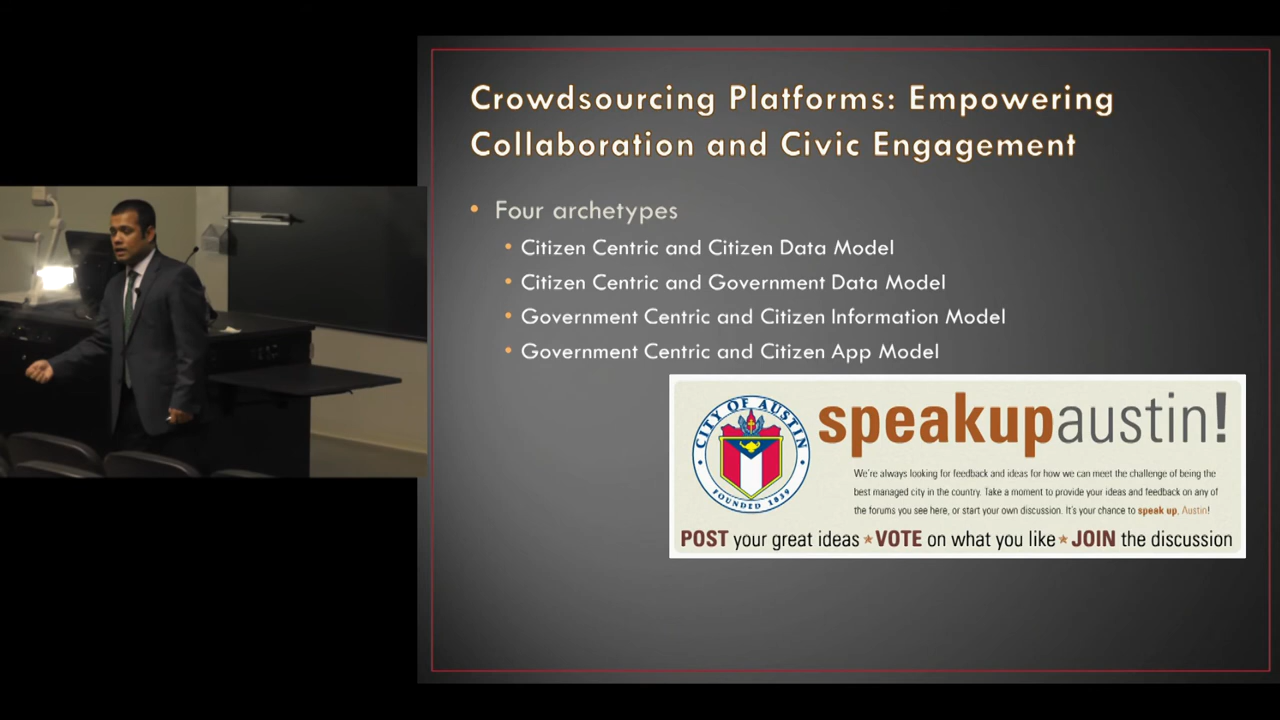 Crowdsourcing Platforms: Empowering
Collaboration and Civic Engagement
• Four archetypes
• Citizen Centric and Citizen Data Model
• Citizen Centric and Government Data Model
• Government Centric and Citizen Information Model
• Government Centric and Citizen App Model
CITY OF AUSTIN
FOUNDED 1839
speakupaustin!
We're always looking for feedback and ideas for how we can meet the challenge of being the
best managed city in the country. Take a moment to provide your ideas and feedback on any of
the forums you see here, or start your own discussion. It's your chance to speak up, Austin!
POST your great ideas ★ VOTE on what you like ★ JOIN the discussion